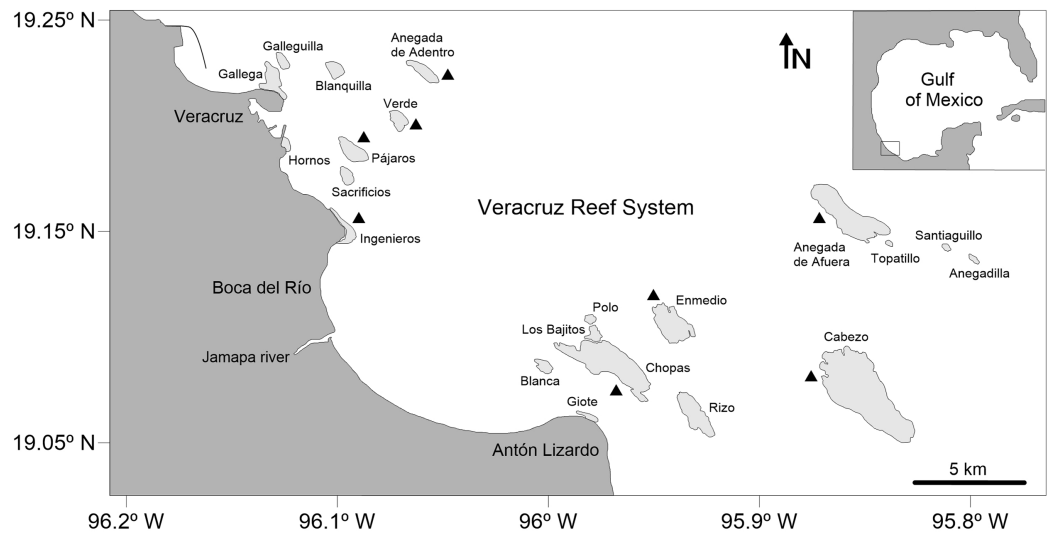 19.25º N
Galleguilla
Anegada
de Adentro
N
Gulf
of Mexico
Gallega
Blanquilla
Verde
Veracruz
Hornos
Pájaros
Sacrificios
Veracruz Reef System
19.15º N
Ingenieros
Anegada
de Afuera
Santiaguillo
Topatillo
Anegadilla
Boca del Río
Polo
Enmedio
Los Bajitos
Cabezo
Jamapa river
Blanca
Chopas
Giote
Rizo
19.05º N
Antón Lizardo
5 km
96.2º W
96.1º W
96º W
95.9º W
95.8º W